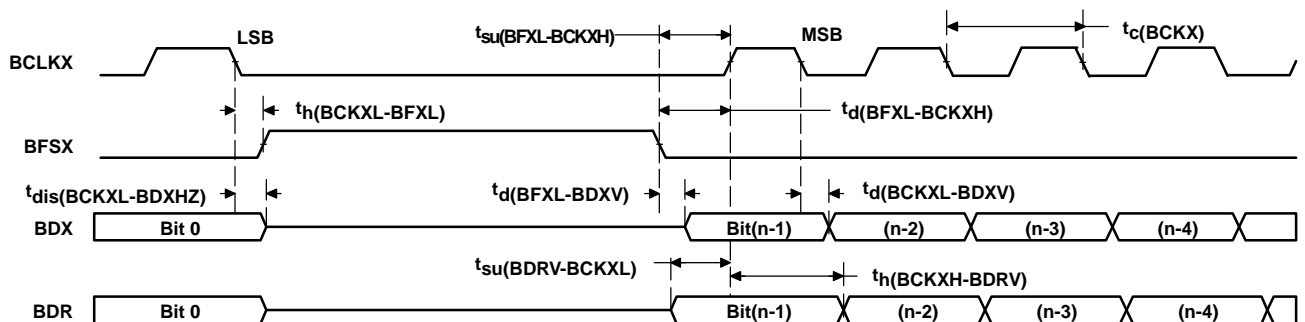 LSB
tsu(BFXL-BCKXH)
MSB
tc(BCKX)
BCLKX
th(BCKXL-BFXL)
td(BFXL-BCKXH)
BFSX
tdis(BCKXL-BDXHZ)
td(BFXL-BDXV)
td(BCKXL-BDXV)
BDX Bit 0 Bit(n-1) (n-2) (n-3) (n-4)
tsu(BDRV-BCKXL)
th(BCKXH-BDRV)
BDR Bit 0 Bit(n-1) (n-2) (n-3) (n-4)